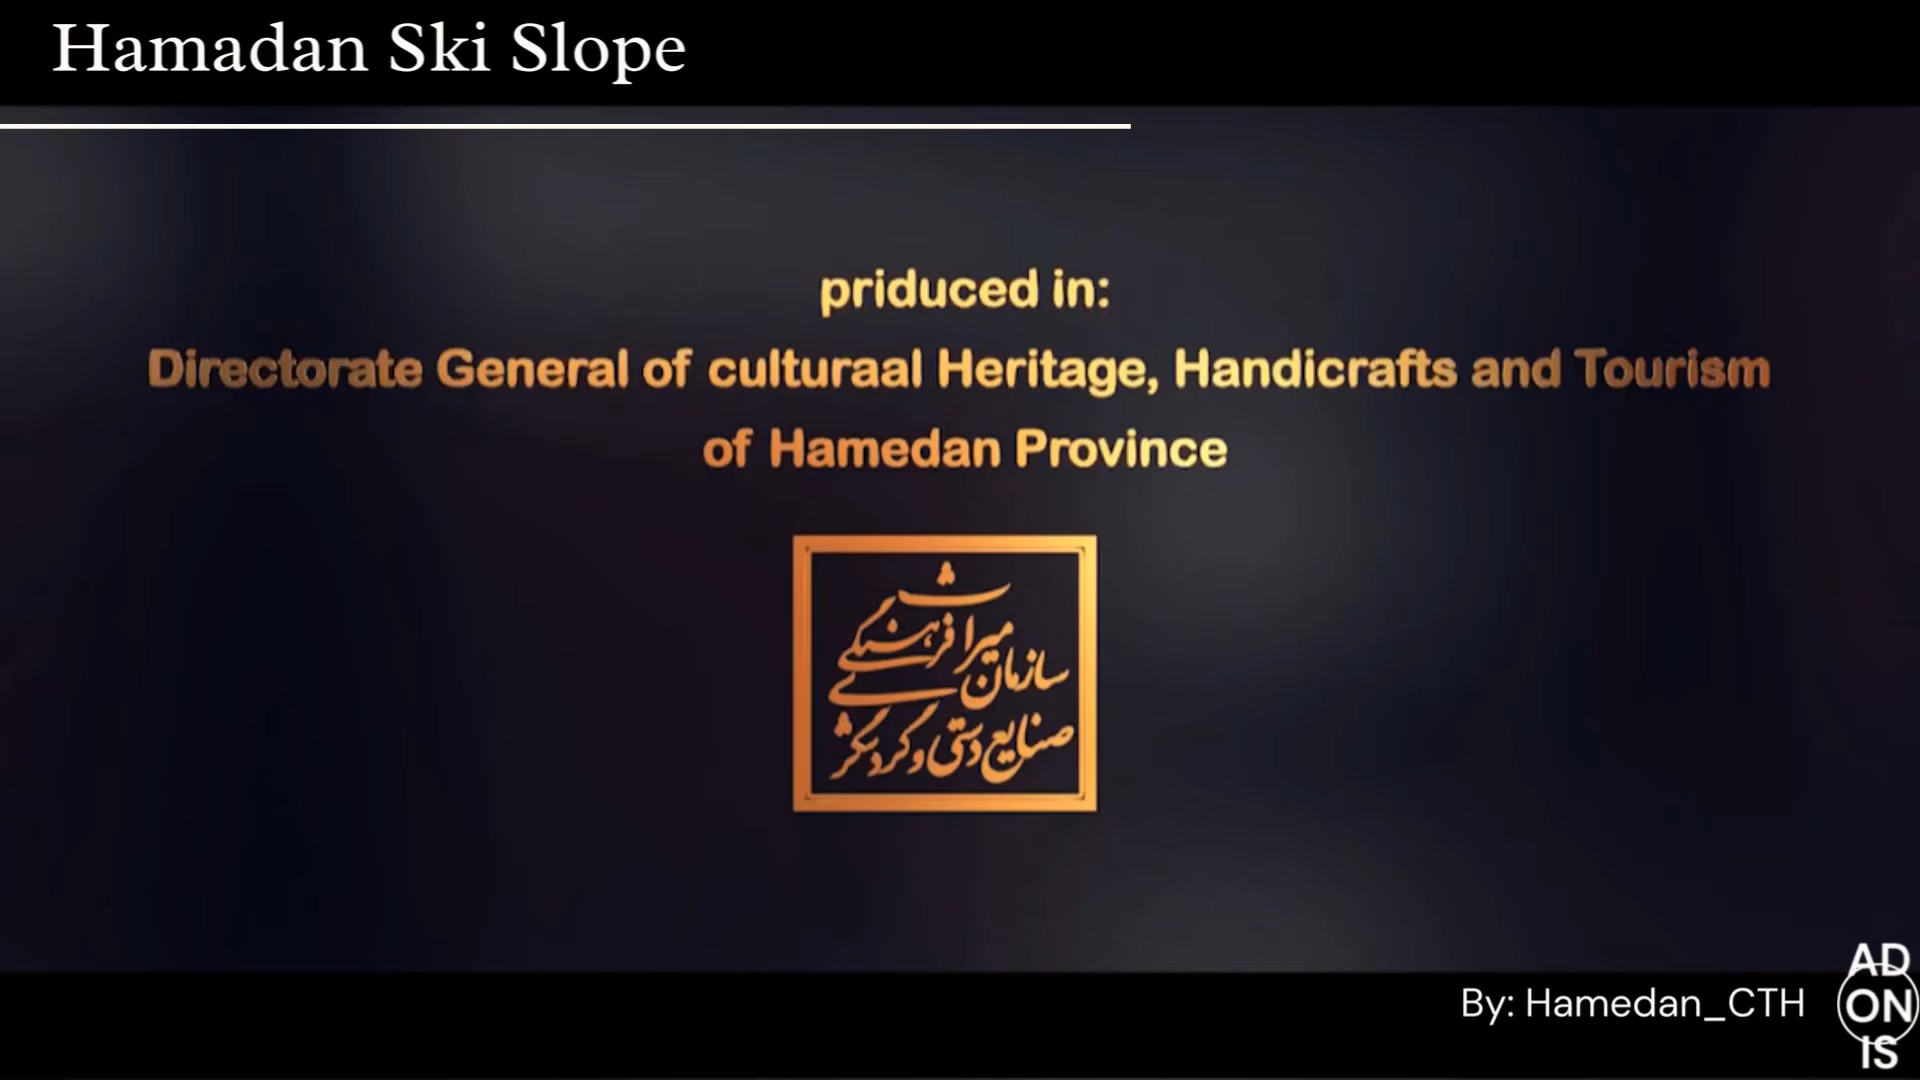 Hamadan Ski Slope
priduced in:
Directorate General of culturaal Heritage, Handicrafts and Tourism
of Hamedan Province
سازمان میراث فرهنگی
صنایع دستی و گردشگری
By: Hamedan_CTH
AD
ON
IS